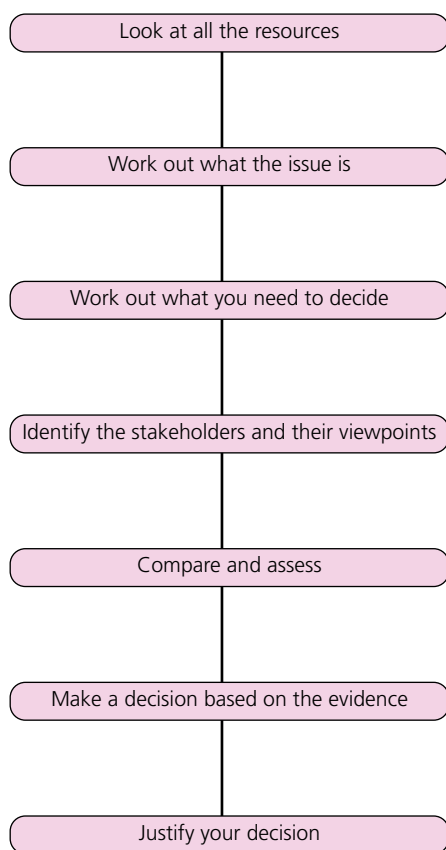 Look at all the resources
Work out what the issue is
Work out what you need to decide
Identify the stakeholders and their viewpoints
Compare and assess
Make a decision based on the evidence
Justify your decision